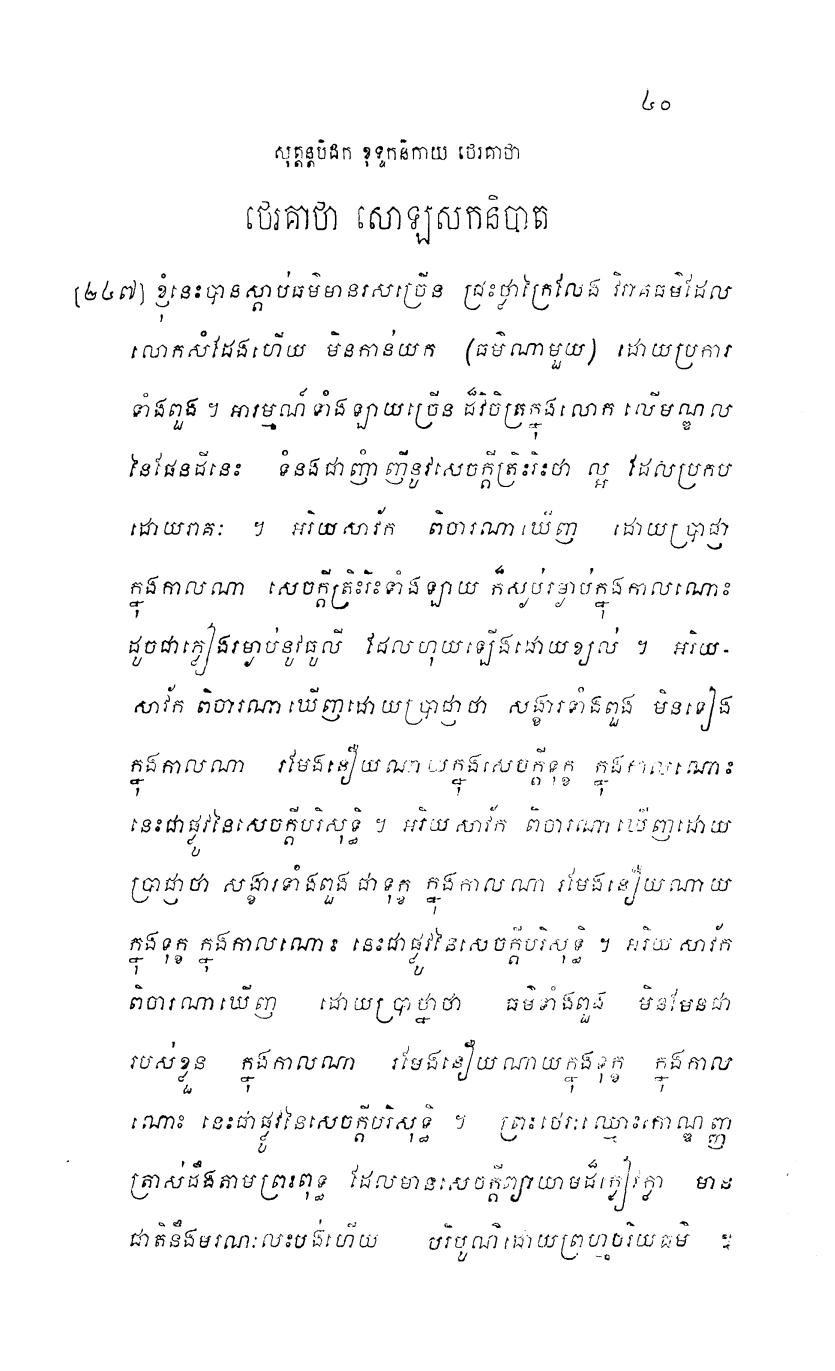 ៤០
សុត្តន្តបិដក ខុទ្ទកនិកាយ ថេរគាថា
ថេរគាថា សោឡសកនិបាត
[២៤៧] ខ្ញុំនេះបានស្តាប់ធម៌មានរសច្រើន ជ្រះថ្លាក្រៃលែង វិរាគធម៌ដែល
លោកសំដែងហើយ មិនកាន់យក (ធម៌ណាមួយ) ដោយប្រការ
ទាំងពួង ។ អារម្មណ៍ទាំងឡាយច្រើន ដ៏វិចិត្រក្នុងលោក លើមណ្ឌល
នៃផែនដីនេះ ទំនងជាញាំញីនូវសេចក្តីត្រិះរិះថា ល្អ ដែលប្រកប
ដោយរាគៈ ។ អរិយសាវ័ក ពិចារណាឃើញ ដោយប្រាជ្ញា
ក្នុងកាលណា សេចក្តីត្រិះរិះទាំងឡាយ ក៏ស្ងប់រម្ងាប់ក្នុងកាលណោះ
ដូចជាភ្លៀងរម្ងាប់នូវធូលី ដែលហុយឡើងដោយខ្យល់ ។ អរិយ-
សាវ័ក ពិចារណាឃើញដោយប្រាជ្ញាថា សង្ខារទាំងពួង មិនទៀង
ក្នុងកាលណា រមែងនឿយណាយក្នុងសេចក្តីទុក្ខ ក្នុងកាលណោះ
នេះជាផ្លូវនៃសេចក្តីបរិសុទ្ធិ ។ អរិយសាវ័ក ពិចារណាឃើញដោយ
ប្រាជ្ញាថា សង្ខារទាំងពួង ជាទុក្ខ ក្នុងកាលណា រមែងនឿយណាយ
ក្នុងទុក្ខ ក្នុងកាលណោះ នេះជាផ្លូវនៃសេចក្តីបរិសុទ្ធិ ។ អរិយសាវ័ក
ពិចារណាឃើញ ដោយប្រាជ្ញាថា ធម៌ទាំងពួង មិនមែនជា
របស់ខ្លួន ក្នុងកាលណា រមែងនឿយណាយក្នុងទុក្ខ ក្នុងកាល
ណោះ នេះជាផ្លូវនៃសេចក្តីបរិសុទ្ធិ ។ ព្រះថេរៈឈ្មោះកោណ្ឌញ្ញ
ត្រាស់ដឹងតាមព្រះពុទ្ធ ដែលមានសេចក្តីព្យាយាមដ៏ក្លៀវក្លា មាន
ជាតិនឹងមរណៈលះបង់ហើយ បរិបូណ៌ដោយព្រហ្មចរិយធម៌ ៕